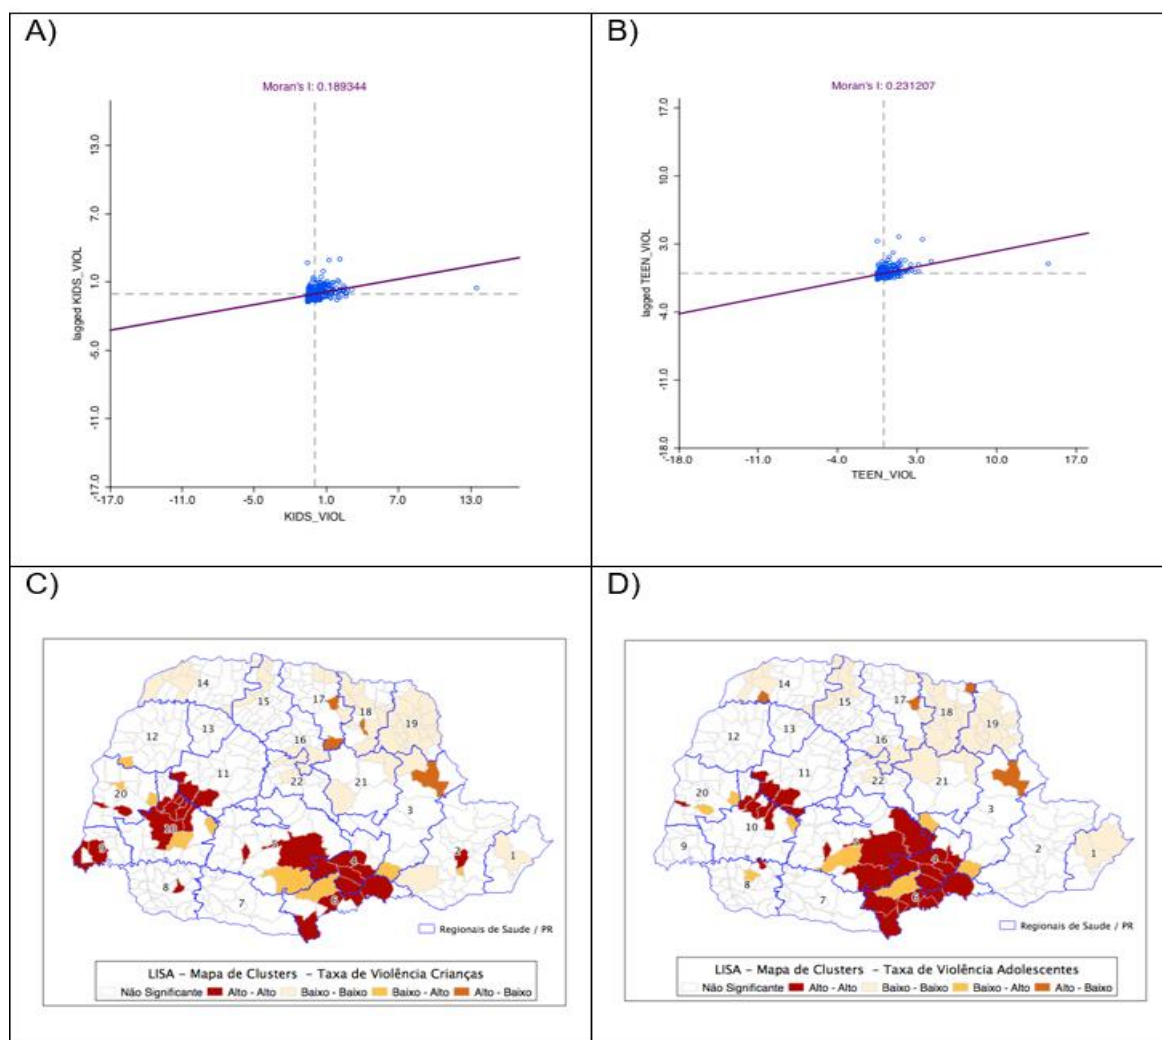 A)
Moran's I: 0.189344
lagged KIDS_VIOL
13.0
7.0
1.0
-5.0
-11.0
-17.0
-17.0 -11.0 -5.0 1.0 7.0 13.0
KIDS_VIOL
B)
Moran's I: 0.231207
lagged TEEN_VIOL
17.0
10.0
3.0
-4.0
-11.0
-18.0
-18.0 -11.0 -4.0 3.0 10.0 17.0
TEEN_VIOL
C)
14 15 17 18 19
12 13 16
20 11 22 21
10 3
9 5 4 2 1
8 7 6
Regionais de Saude / PR
LISA – Mapa de Clusters – Taxa de Violência Crianças
Não Significante Alto – Alto Baixo – Baixo Baixo – Alto Alto – Baixo
D)
14 15 17 18 19
12 13 16
20 11 22 21
10 3
9 5 4 2 1
8 7 6
Regionais de Saude / PR
LISA – Mapa de Clusters – Taxa de Violência Adolescentes
Não Significante Alto – Alto Baixo – Baixo Baixo – Alto Alto – Baixo